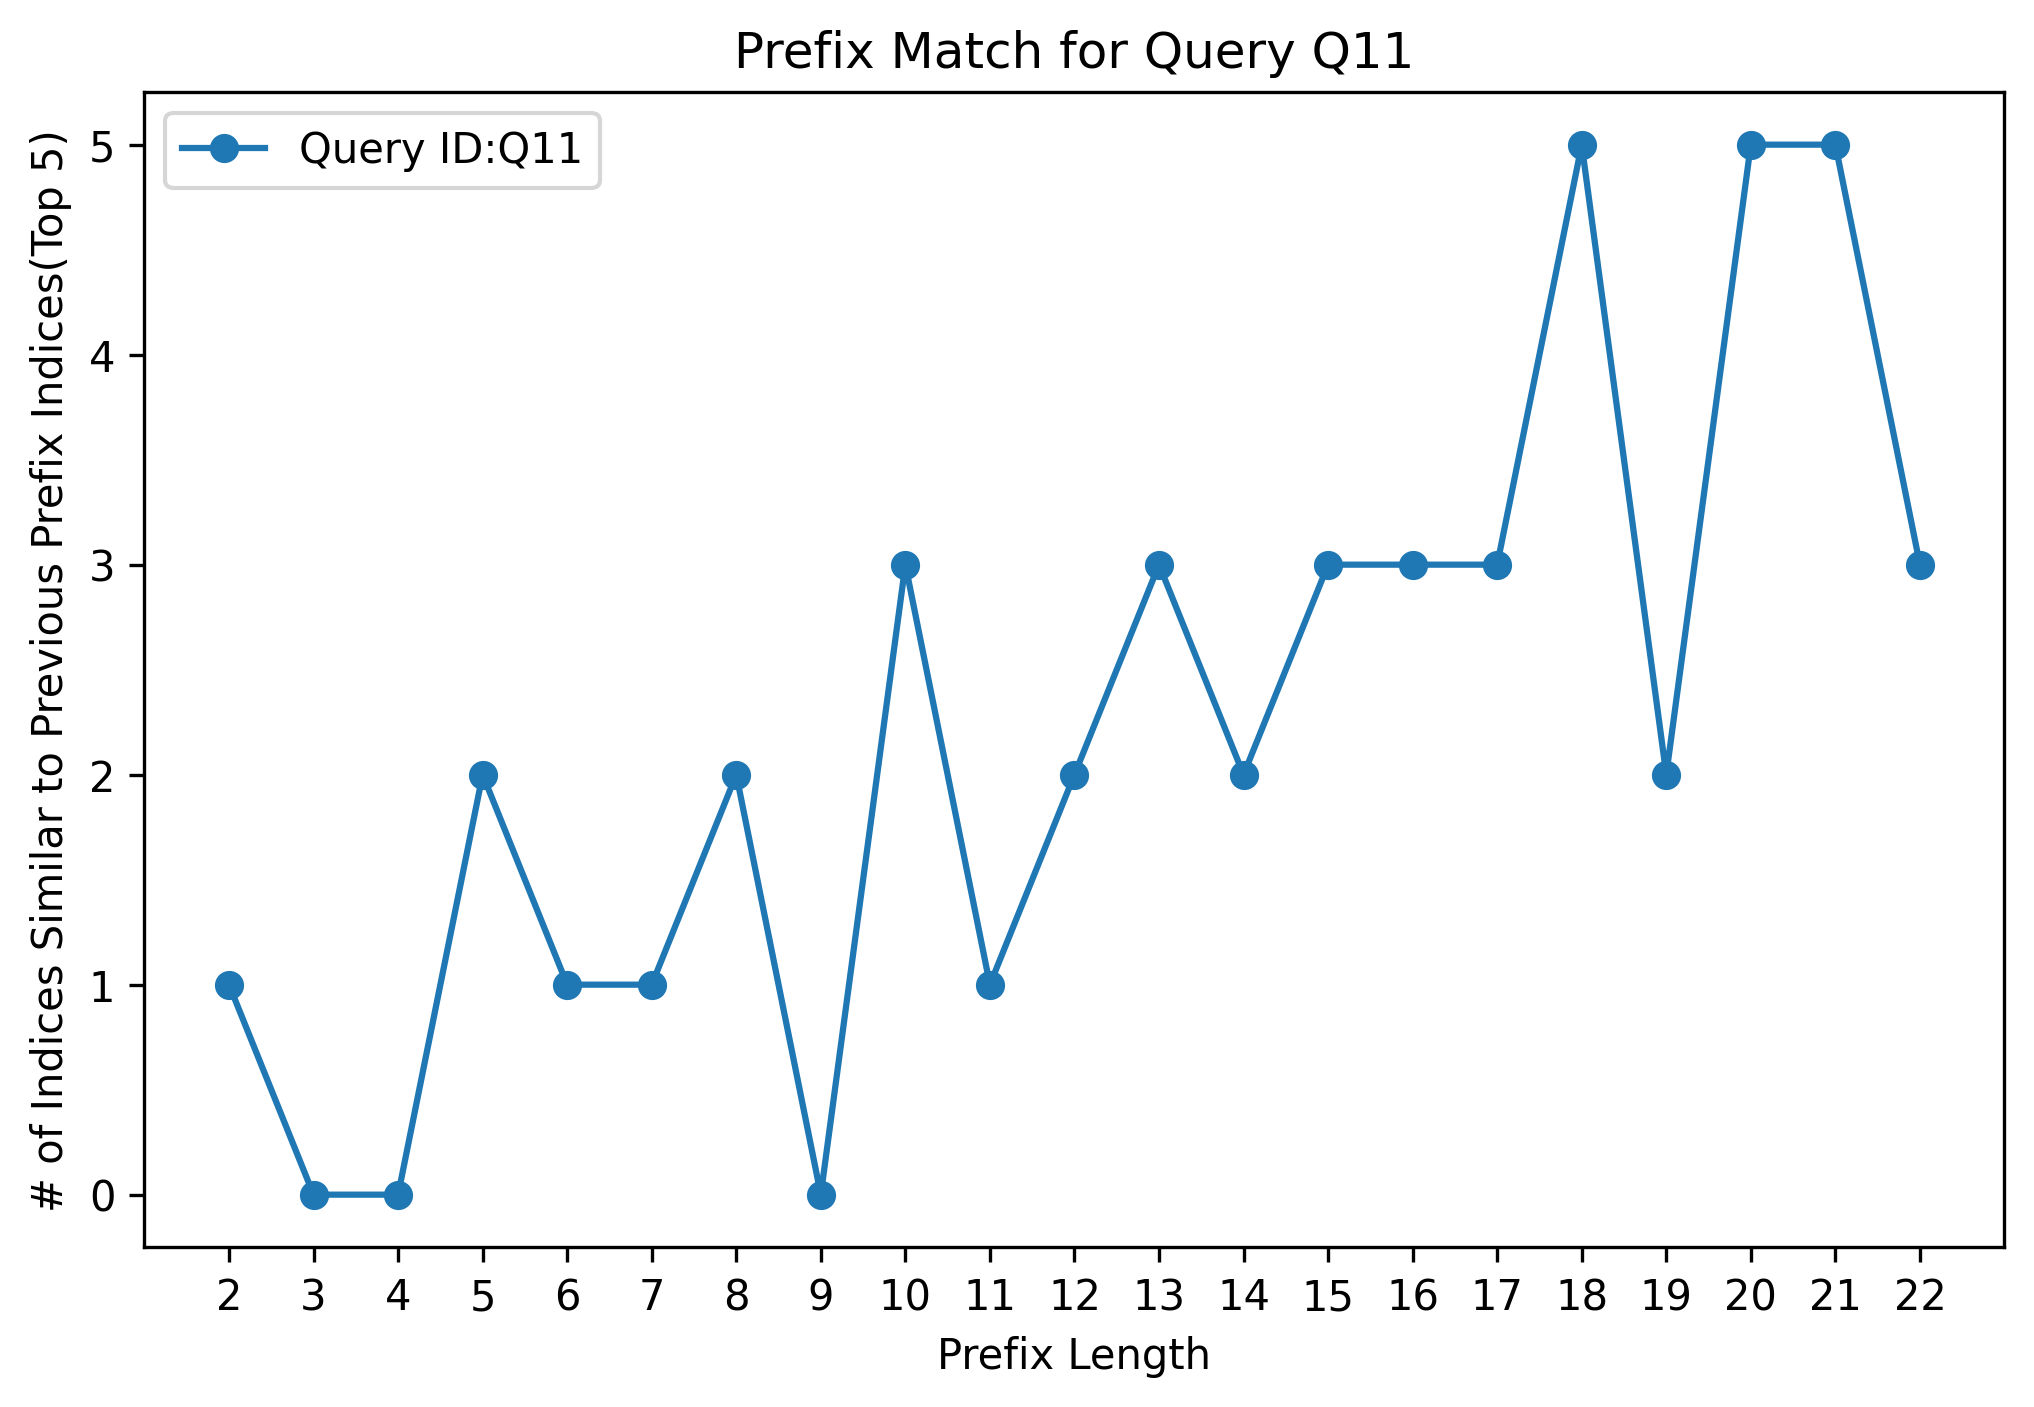 Prefix Match for Query Q11
Query ID:Q11
# of Indices Similar to Previous Prefix Indices(Top 5)
5
4
3
2
1
0
2 3 4 5 6 7 8 9 10 11 12 13 14 15 16 17 18 19 20 21 22
Prefix Length